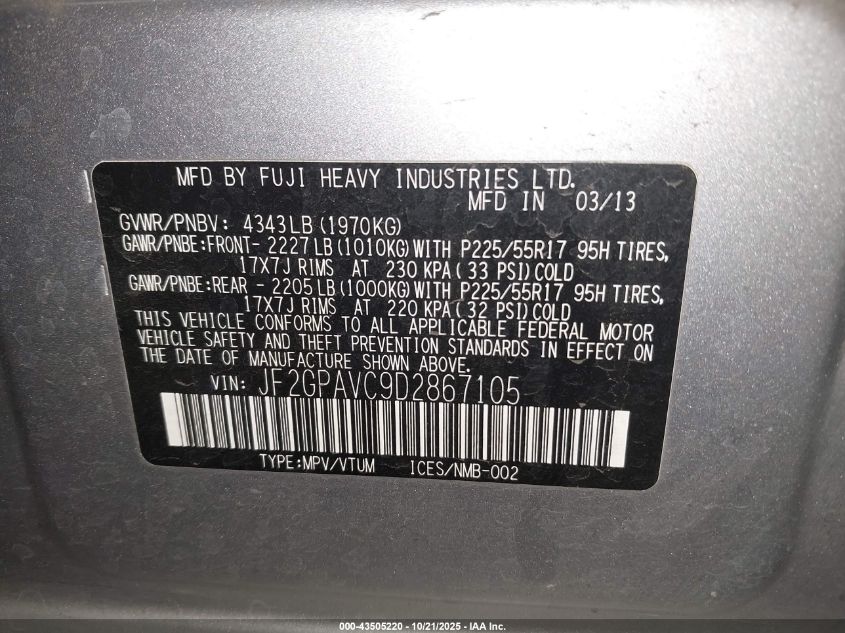 MFD BY FUJI HEAVY INDUSTRIES LTD.
MFD IN 03/13
GVWR/PNBV: 4343LB (1970KG)
GAWR/PNBE:FRONT- 2227LB(1010KG)WITH P225/55R17 95H TIRES,
17X7J RIMS AT 230 KPA(33 PSI)COLD
GAWR/PNBE:REAR - 2205LB(1000KG)WITH P225/55R17 95H TIRES,
17X7J RIMS AT 220 KPA(32 PSI)COLD
THIS VEHICLE CONFORMS TO ALL APPLICABLE FEDERAL MOTOR
VEHICLE SAFETY AND THEFT PREVENTION STANDARDS IN EFFECT ON
THE DATE OF MANUFACTURE SHOWN ABOVE.
VIN: JF2GPAVC9D2867105
TYPE:MPV/VTUM ICES/NMB-002
000-43505220 - 10/21/2025 - IAA Inc.